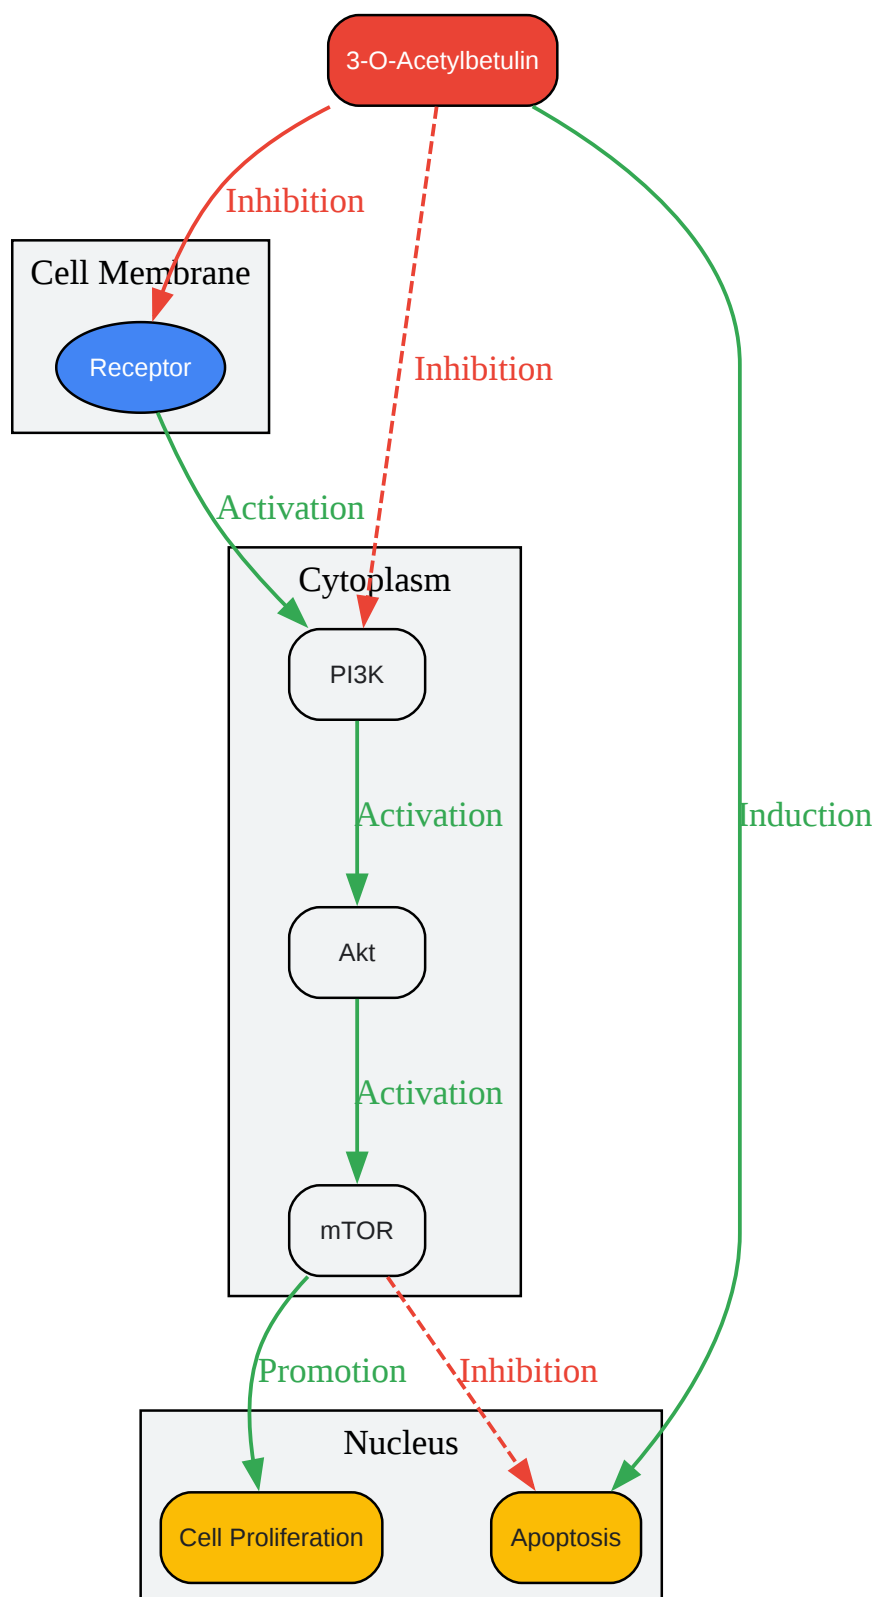 3-O-Acetylbetulin
Inhibition
Cell Membrane
Receptor
Inhibition
Activation
Cytoplasm
PI3K
Activation
Induction
Akt
Activation
mTOR
Promotion
Inhibition
Nucleus
Cell Proliferation
Apoptosis